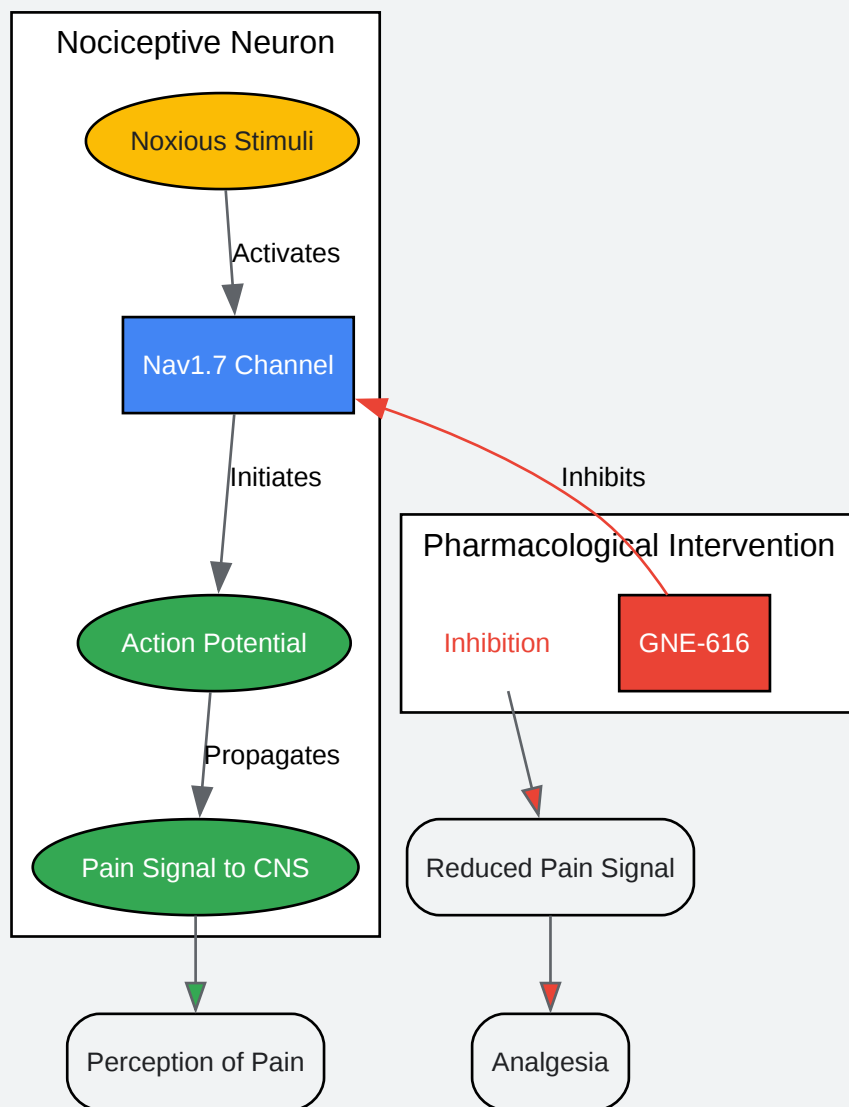 Nociceptive Neuron
Noxious Stimuli
Activates
Nav1.7 Channel
Initiates
Inhibits
Pharmacological Intervention
Action Potential
Inhibition
GNE-616
Propagates
Pain Signal to CNS
Reduced Pain Signal
Perception of Pain
Analgesia